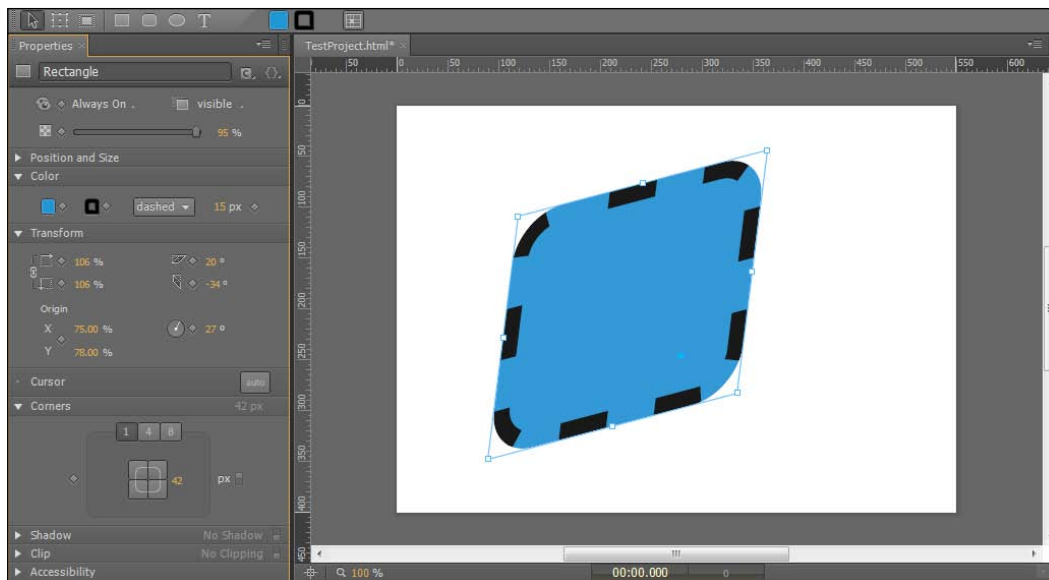 T
Properties ×
TestProject.html* ×
Rectangle
|50 |0 |50 |100 |150 |200 |250 |300 |350 |400 |450 |500 |550 |600
Always On .
visible .
95 %
Position and Size
Color
dashed
15 px
Transform
106 %
20 °
106 %
-34 °
Origin
X 75.00 %
27 °
Y 78.00 %
Cursor
auto
Corners
42 px
1 4 8
42
px
Shadow
No Shadow
Clip
No Clipping
Accessibility
0
50
100
150
200
250
300
350
400
450
100 %
00:00.000
0